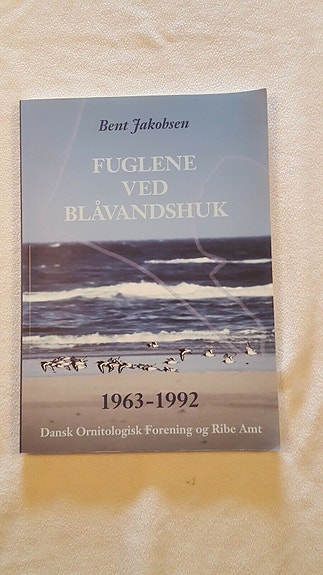 Bent Jakobsen
FUGLENE
VED
BLÅVANDSHUK
1963-1992
Dansk Ornitologisk Forening og Ribe Amt